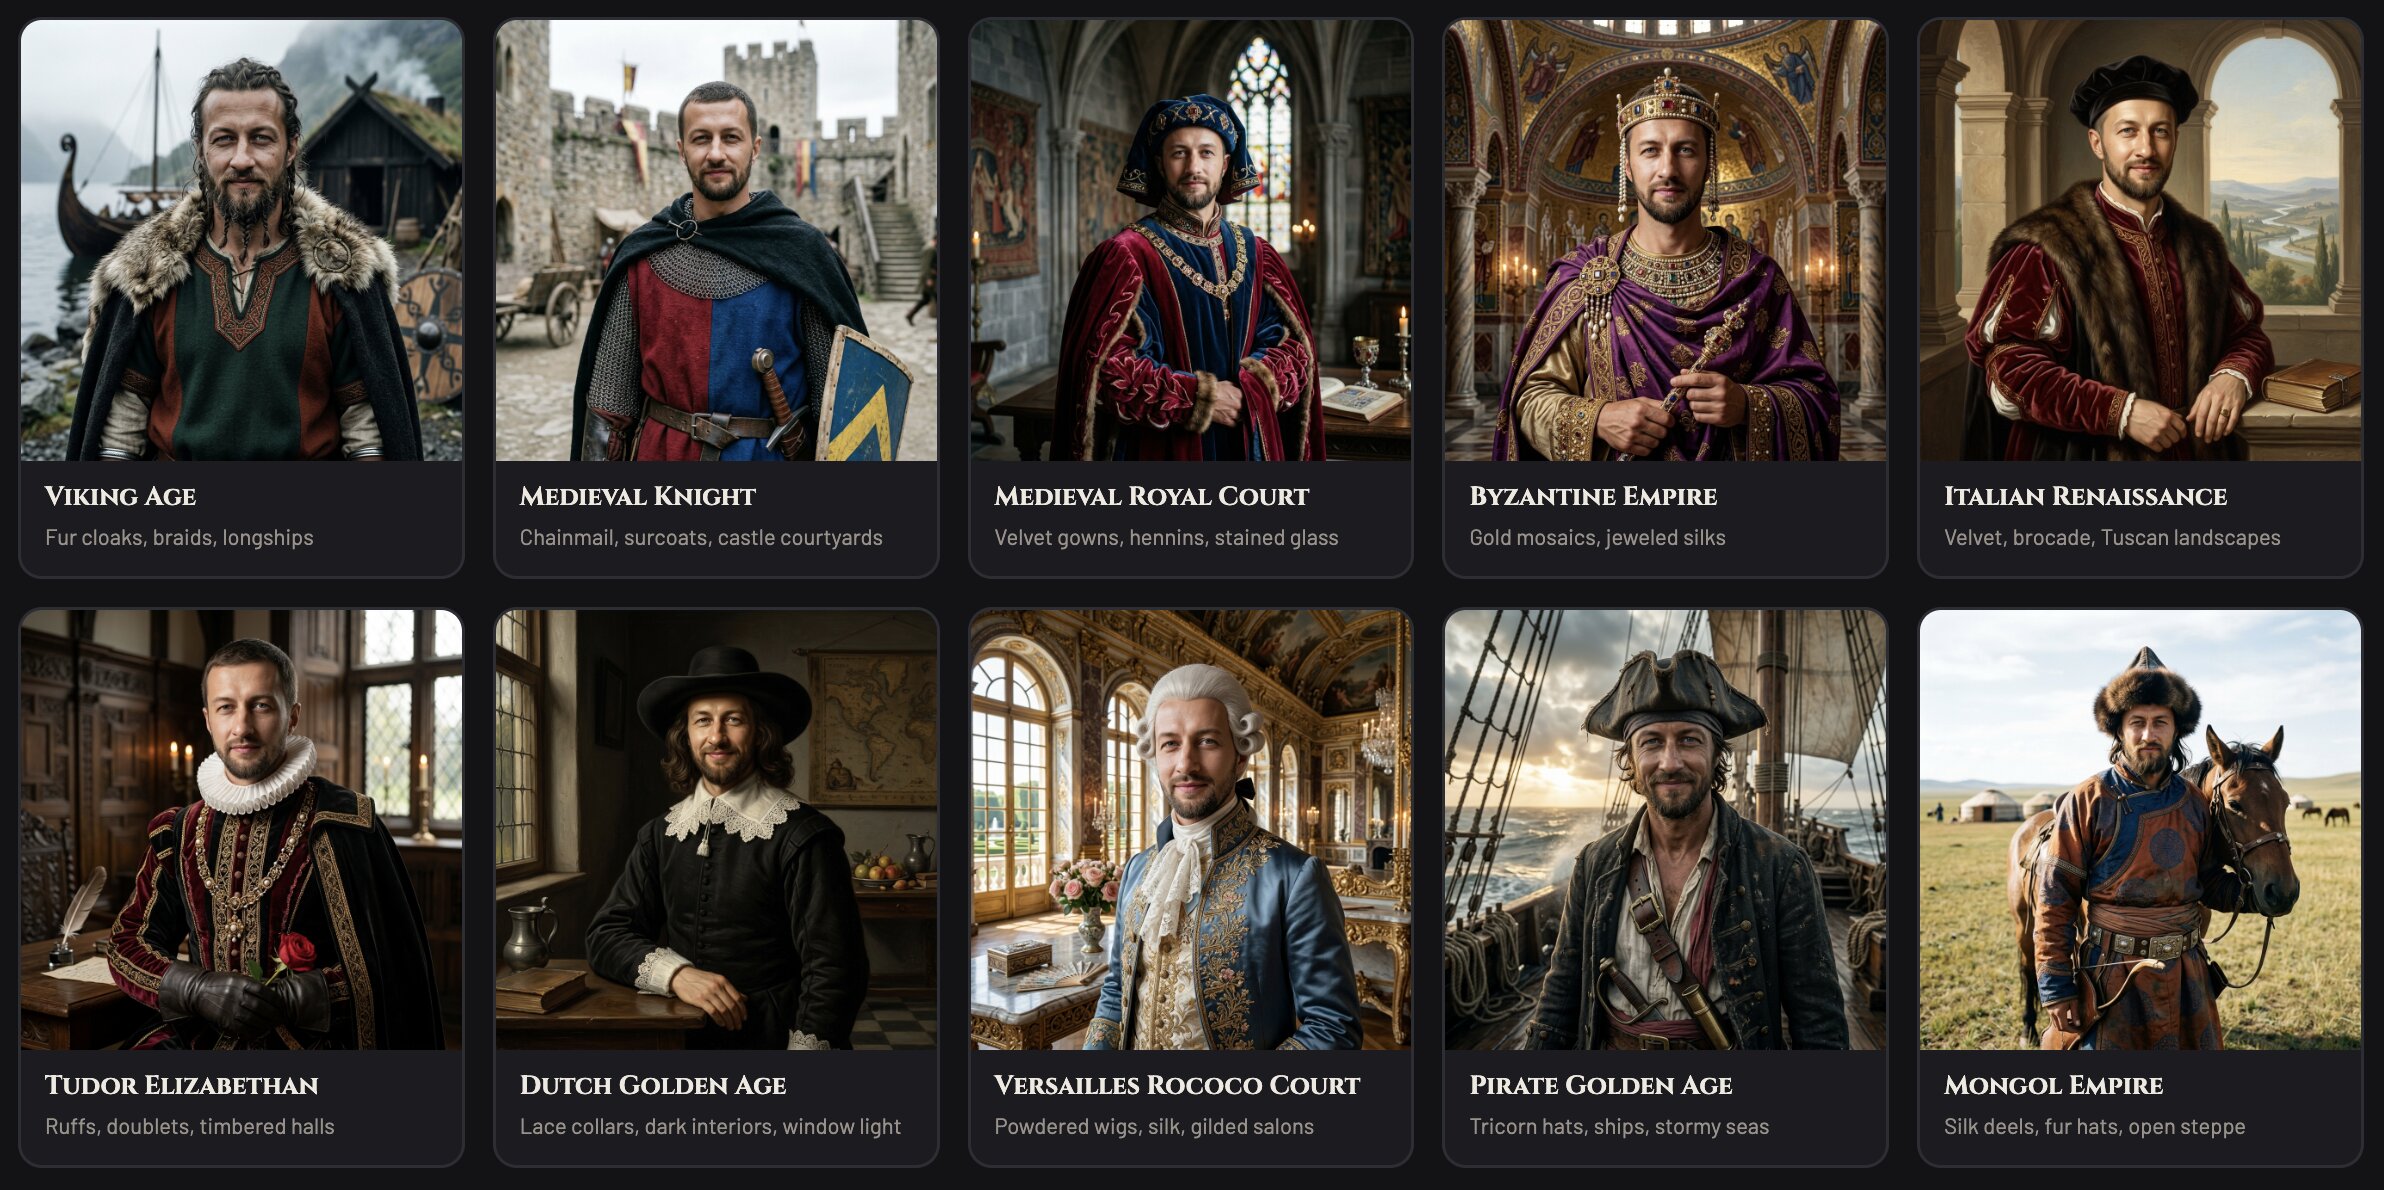 Viking Age
Fur cloaks, braids, longships
Medieval Knight
Chainmail, surcoats, castle courtyards
Medieval Royal Court
Velvet gowns, hennins, stained glass
Byzantine Empire
Gold mosaics, jeweled silks
Italian Renaissance
Velvet, brocade, Tuscan landscapes
Tudor Elizabethan
Ruffs, doublets, timbered halls
Dutch Golden Age
Lace collars, dark interiors, window light
Versailles Rococo Court
Powdered wigs, silk, gilded salons
Pirate Golden Age
Tricorn hats, ships, stormy seas
Mongol Empire
Silk deels, fur hats, open steppe